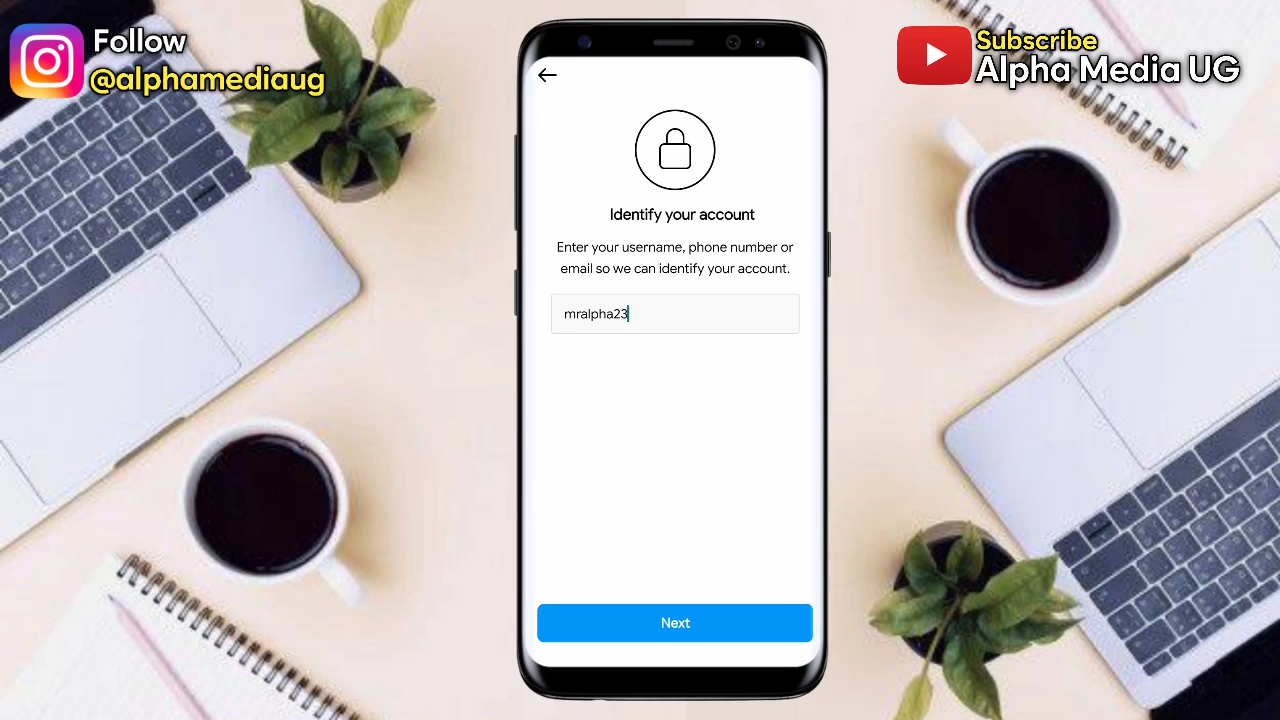 Follow
@alphamediaug
Subscribe
Alpha Media UG
Identify your account
Enter your username, phone number or
email so we can identify your account.
mralpha23
Next